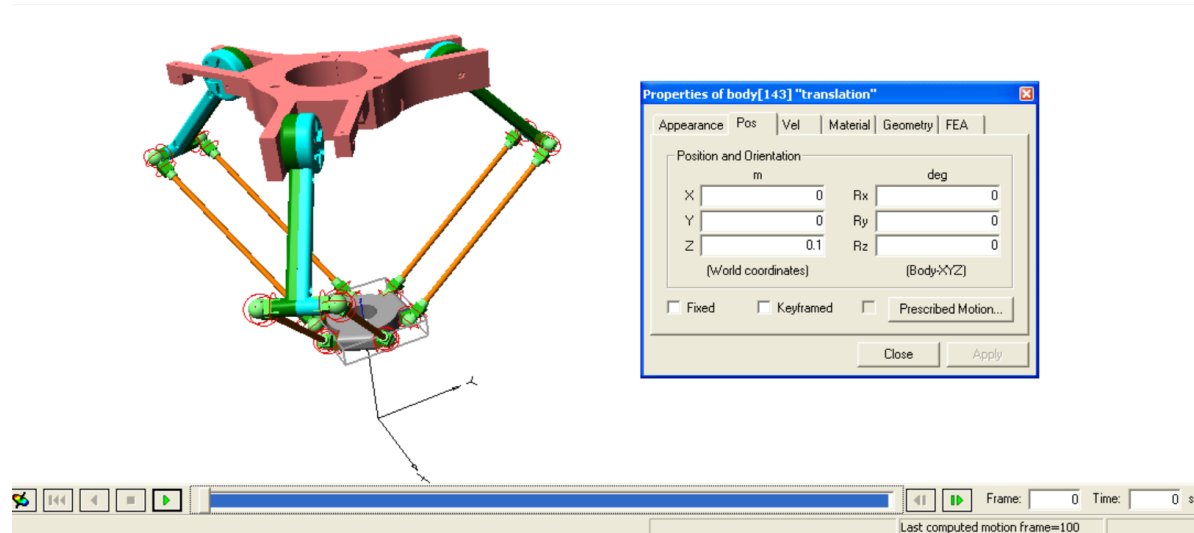 Properties of body[143] "translation"
Appearance Pos Vel Material Geometry FEA
Position and Orientation
m deg
X 0 Rx 0
Y 0 Ry 0
Z 0.1 Rz 0
(World coordinates) (Body-XYZ)
Fixed Keyframed Prescribed Motion...
Close Apply
Y
X
Frame: 0 Time: 0 s
Last computed motion frame=100